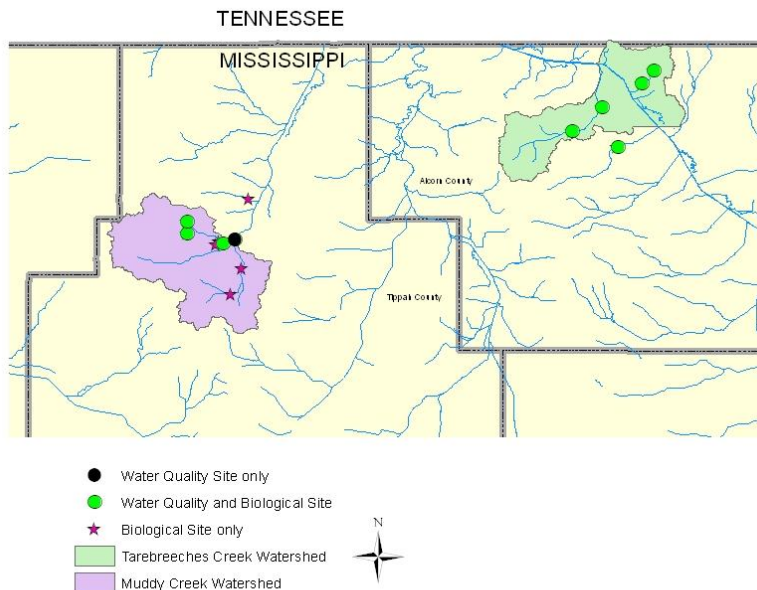 TENNESSEE
MISSISSIPPI
Alcorn County
Tippah County
Water Quality Site only
Water Quality and Biological Site
Biological Site only
N
Tarebreeches Creek Watershed
Muddy Creek Watershed